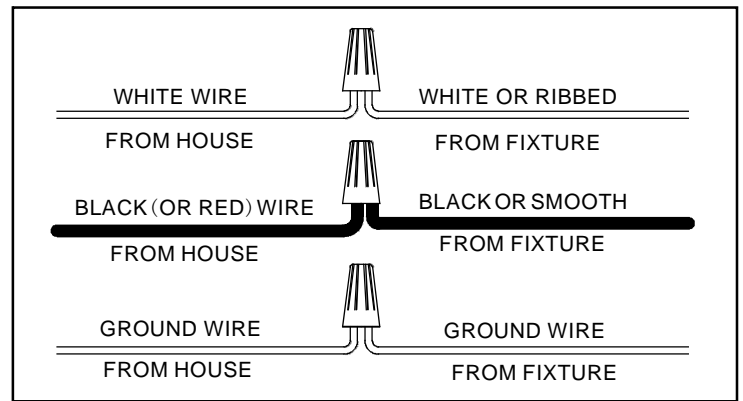 WHITE WIRE
WHITE OR RIBBED
FROM HOUSE
FROM FIXTURE
BLACK (OR RED) WIRE
BLACK OR SMOOTH
FROM HOUSE
FROM FIXTURE
GROUND WIRE
GROUND WIRE
FROM HOUSE
FROM FIXTURE